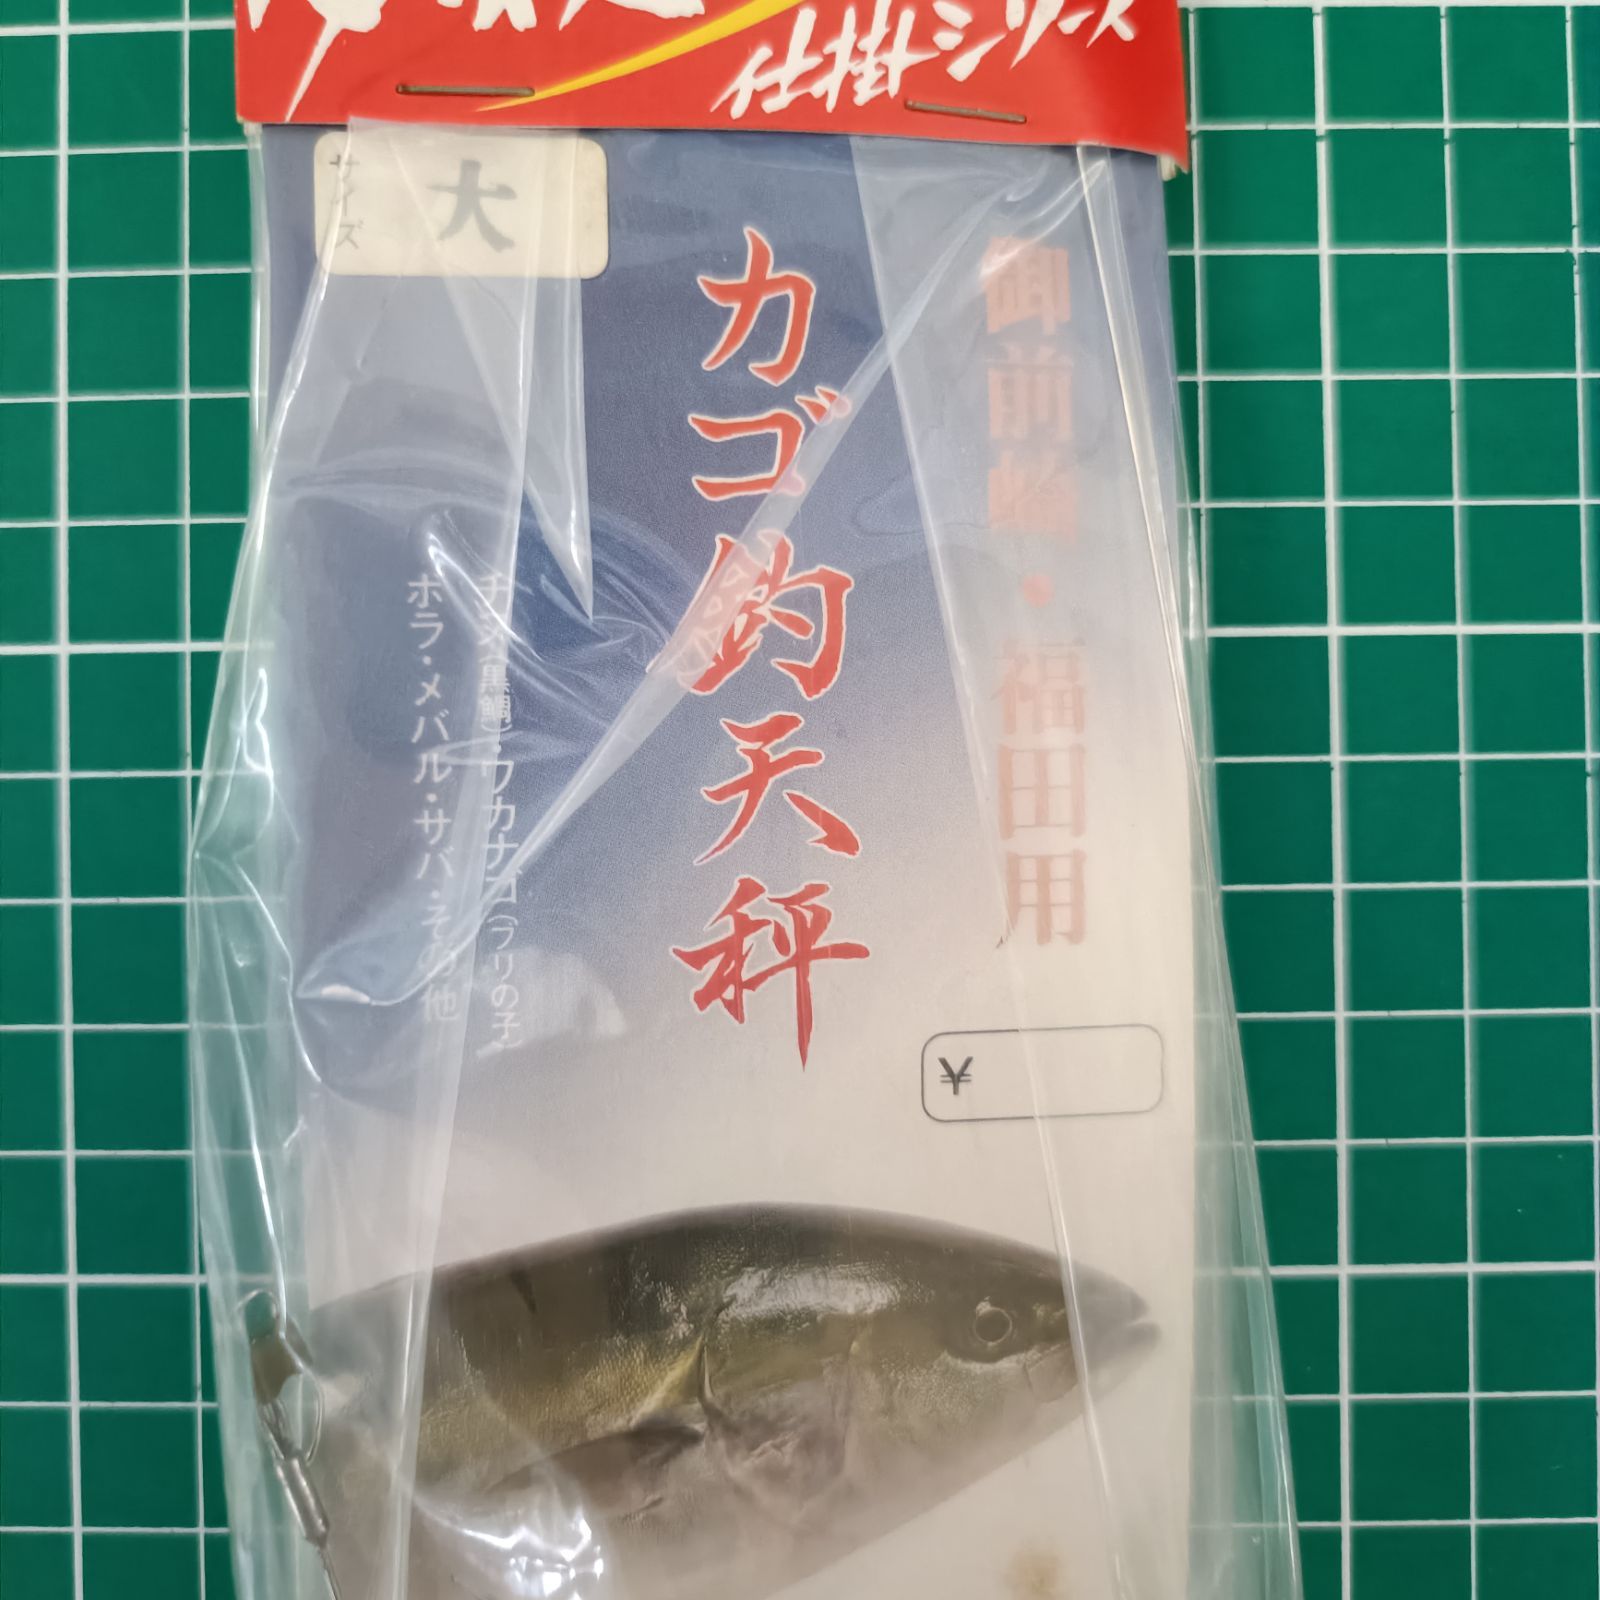 仕掛シリーズ
サイズ
大
御前崎・福田用
カゴ釣天秤
チヌ(黒鯛)・ワカナゴ(ブリの子)
ホラ・メバル・サバ・その他
¥